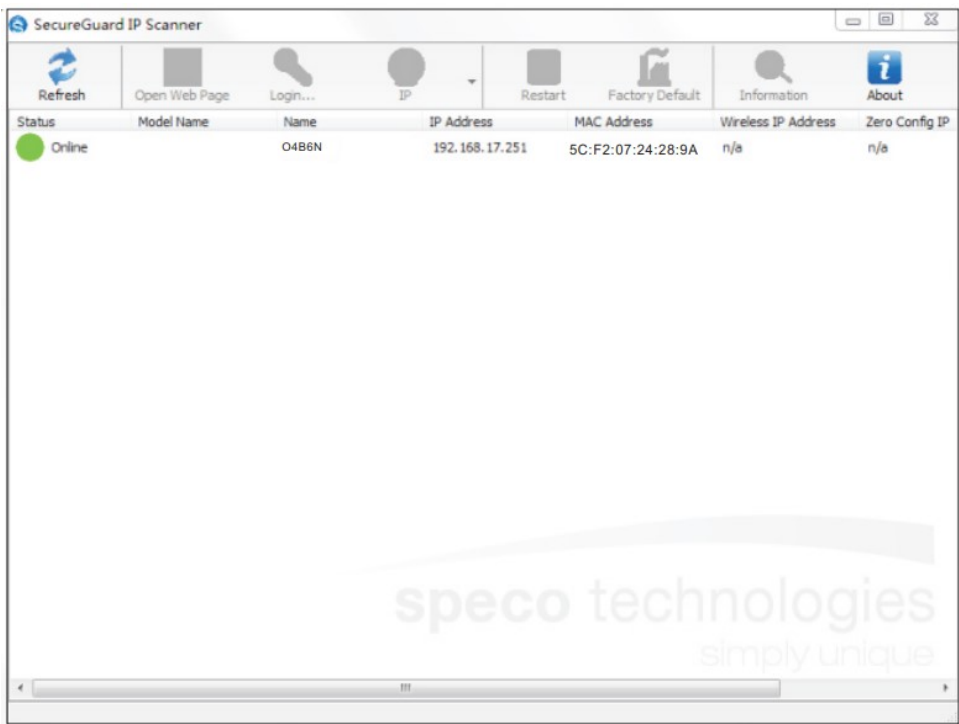 SecureGuard IP Scanner
Refresh Open Web Page Login... IP Restart Factory Default Information About
Status Model Name Name IP Address MAC Address Wireless IP Address Zero Config IP
Online O4B6N 192.168.17.251 5C:F2:07:24:28:9A n/a n/a
speco technologies
simply unique